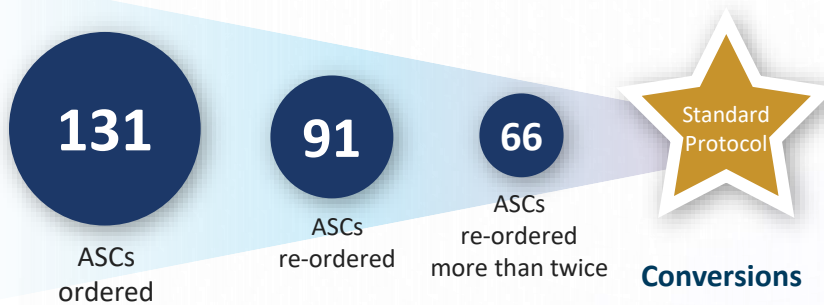 131
ASCs
ordered
91
ASCs
re-ordered
66
ASCs
re-ordered
more than twice
Standard
Protocol
Conversions